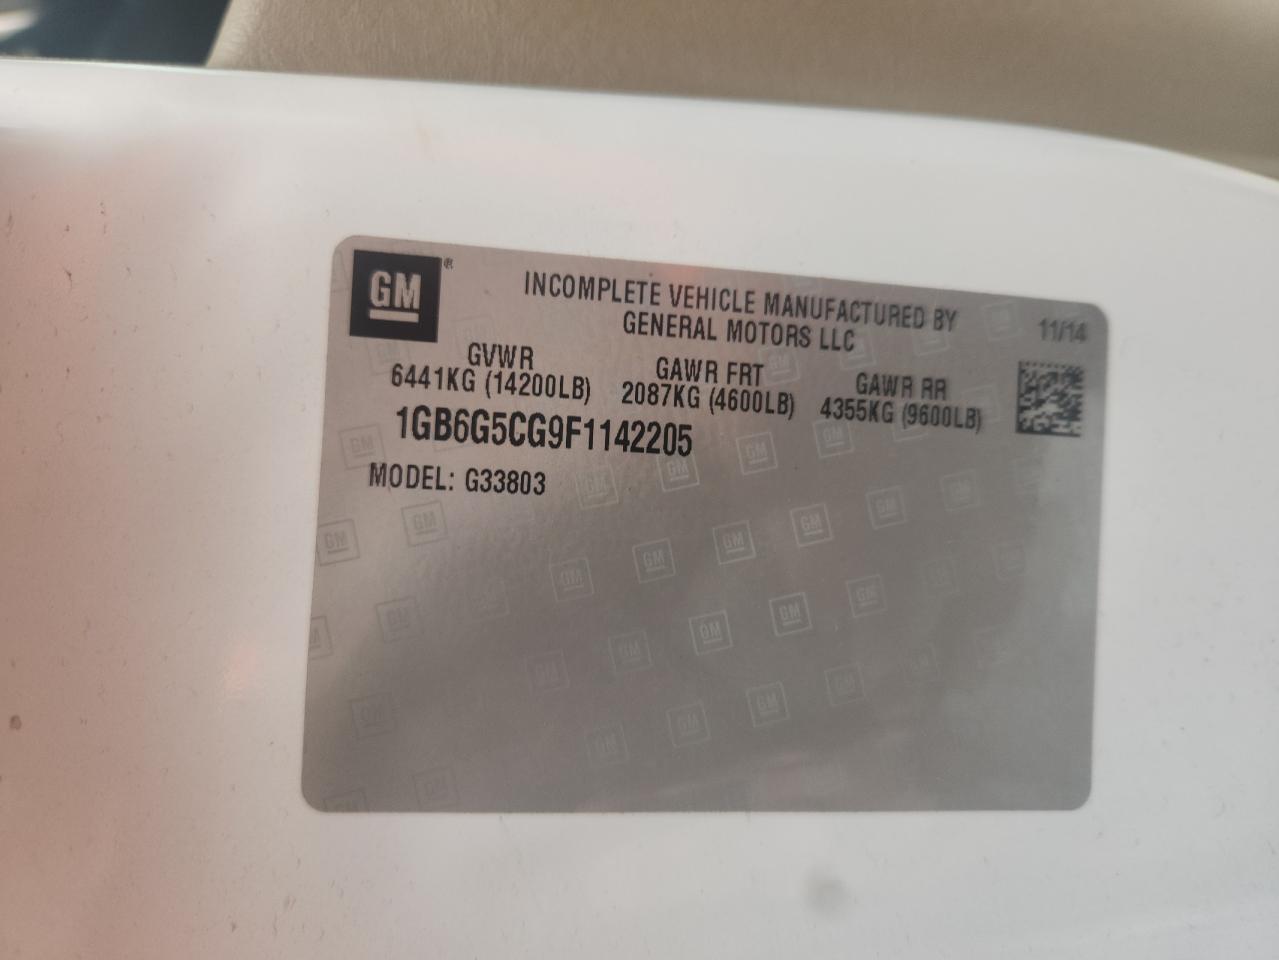 GM®
INCOMPLETE VEHICLE MANUFACTURED BY
GENERAL MOTORS LLC
11/14
GVWR GAWR FRT GAWR RR
6441KG (14200LB) 2087KG (4600LB) 4355KG (9600LB)
1GB6G5CG9F1142205
MODEL: G33803